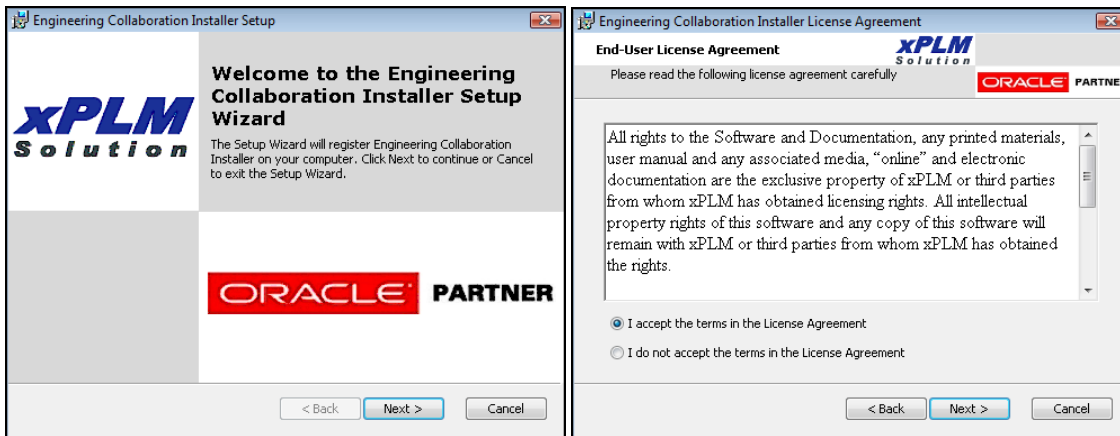 Engineering Collaboration Installer Setup
xPLM
Solution
Welcome to the Engineering
Collaboration Installer Setup
Wizard
The Setup Wizard will register Engineering Collaboration
Installer on your computer. Click Next to continue or Cancel
to exit the Setup Wizard.
ORACLE PARTNER
< Back
Next >
Cancel
Engineering Collaboration Installer License Agreement
End-User License Agreement
xPLM
Solution
Please read the following license agreement carefully
ORACLE PARTNE
All rights to the Software and Documentation, any printed materials,
user manual and any associated media, “online” and electronic
documentation are the exclusive property of xPLM or third parties
from whom xPLM has obtained licensing rights. All intellectual
property rights of this software and any copy of this software will
remain with xPLM or third parties from whom xPLM has obtained
the rights.
I accept the terms in the License Agreement
I do not accept the terms in the License Agreement
< Back
Next >
Cancel